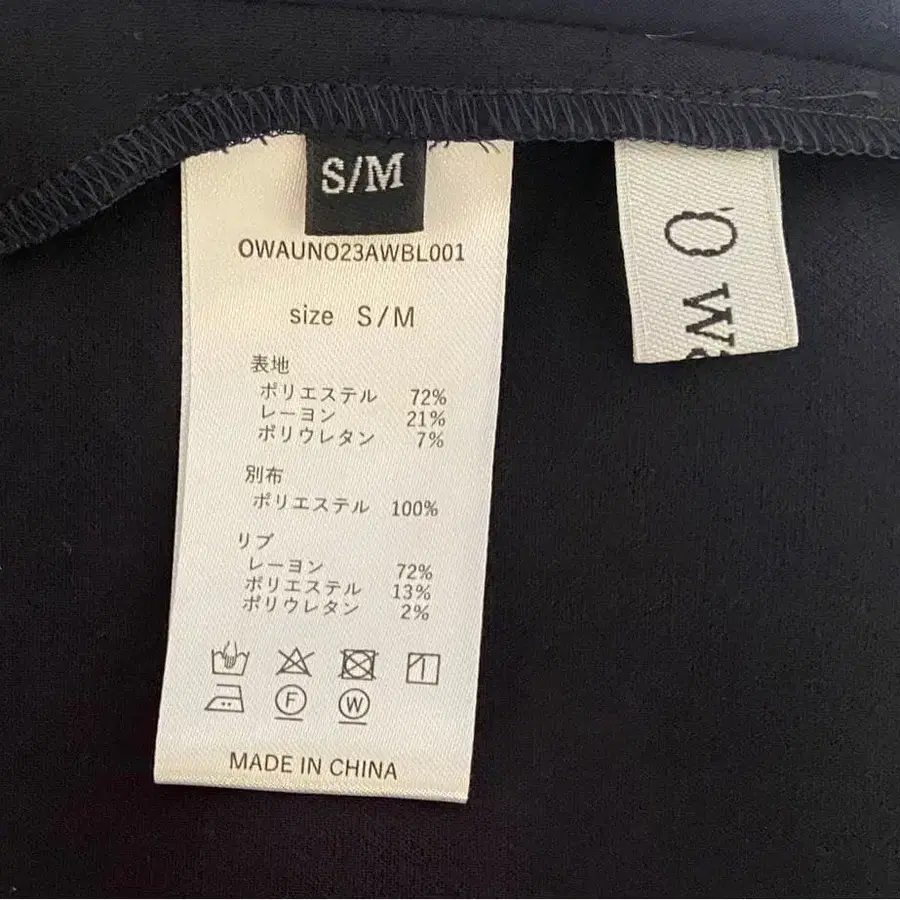 S/M
OWAUNO23AWBL001
size S/M
表地
ポリエステル 72%
レーヨン 21%
ポリウレタン 7%
別布
ポリエステル 100%
リブ
レーヨン 72%
ポリエステル 13%
ポリウレタン 2%
F
W
MADE IN CHINA
O w